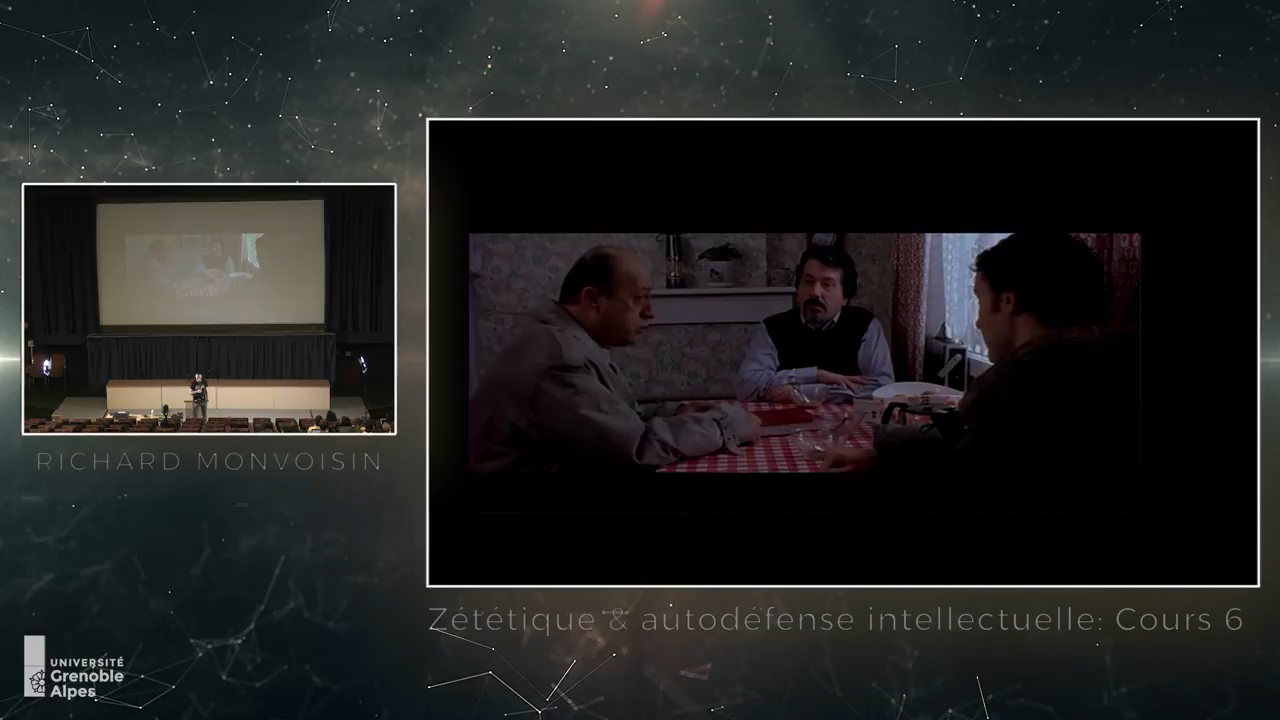 RICHARD MONVOISIN
Zététique & autodéfense intellectuelle: Cours 6
UNIVERSITÉ
Grenoble
Alpes